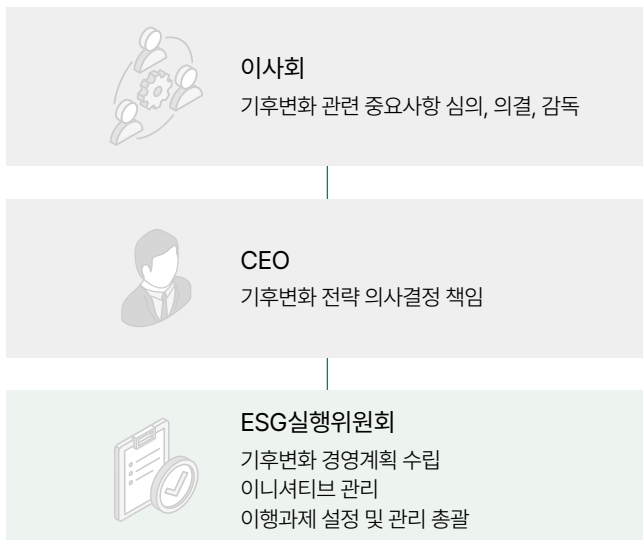 이사회
기후변화 관련 중요사항 심의, 의결, 감독
CEO
기후변화 전략 의사결정 책임
ESG실행위원회
기후변화 경영계획 수립
이니셔티브 관리
이행과제 설정 및 관리 총괄